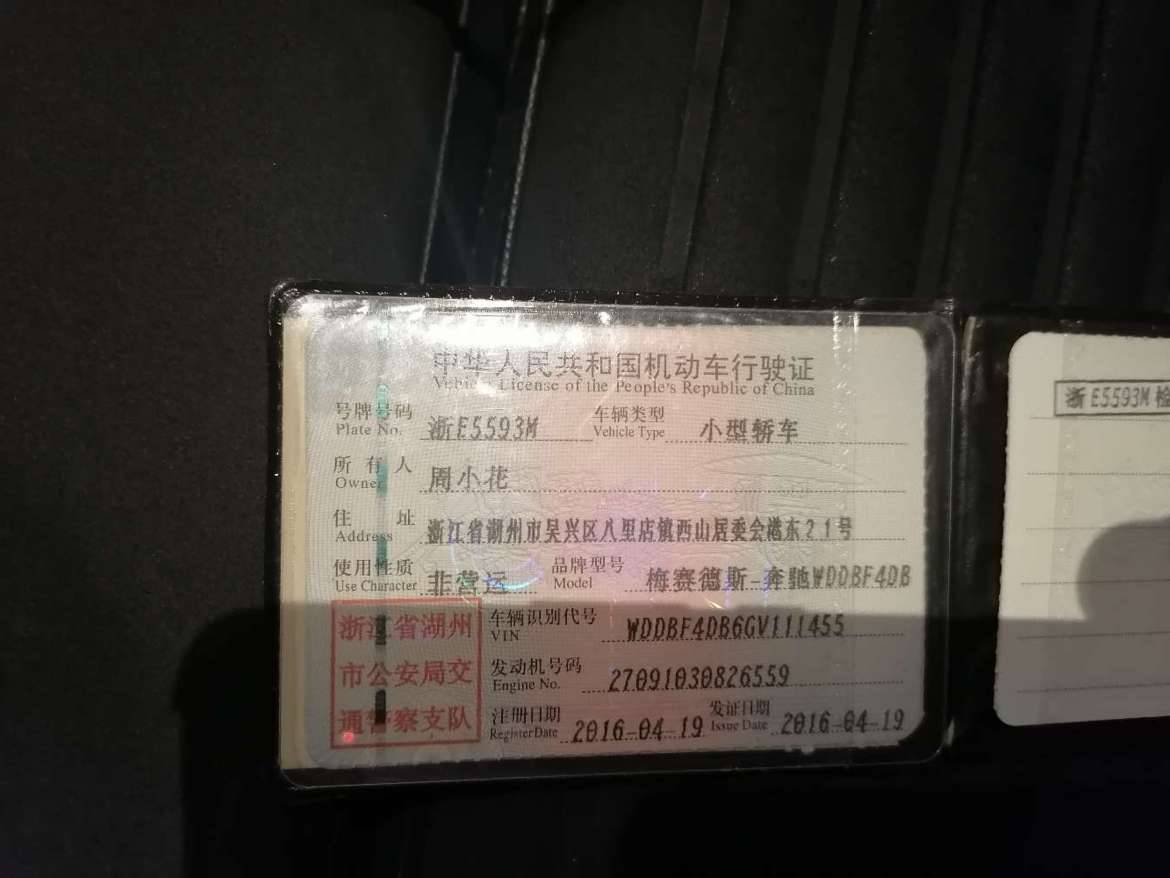 中华人民共和国机动车行驶证
Vehicle License of the People's Republic of China
号牌号码 浙E5593M 车辆类型 小型轿车
Plate No. Vehicle Type
所有人 周小花
Owner
住址 浙江省湖州市吴兴区八里店镇西山居委会港东21号
Address
使用性质 非营运 品牌型号 梅赛德斯-奔驰WDDBF4DB
Use Character Model
浙江省湖州
市公安局交
通警察支队
车辆识别代号 WDDBF4DB6GV111455
VIN
发动机号码 27091030826559
Engine No.
注册日期 2016-04-19 发证日期 2016-04-19
Register Date Issue Date
浙E5593M检